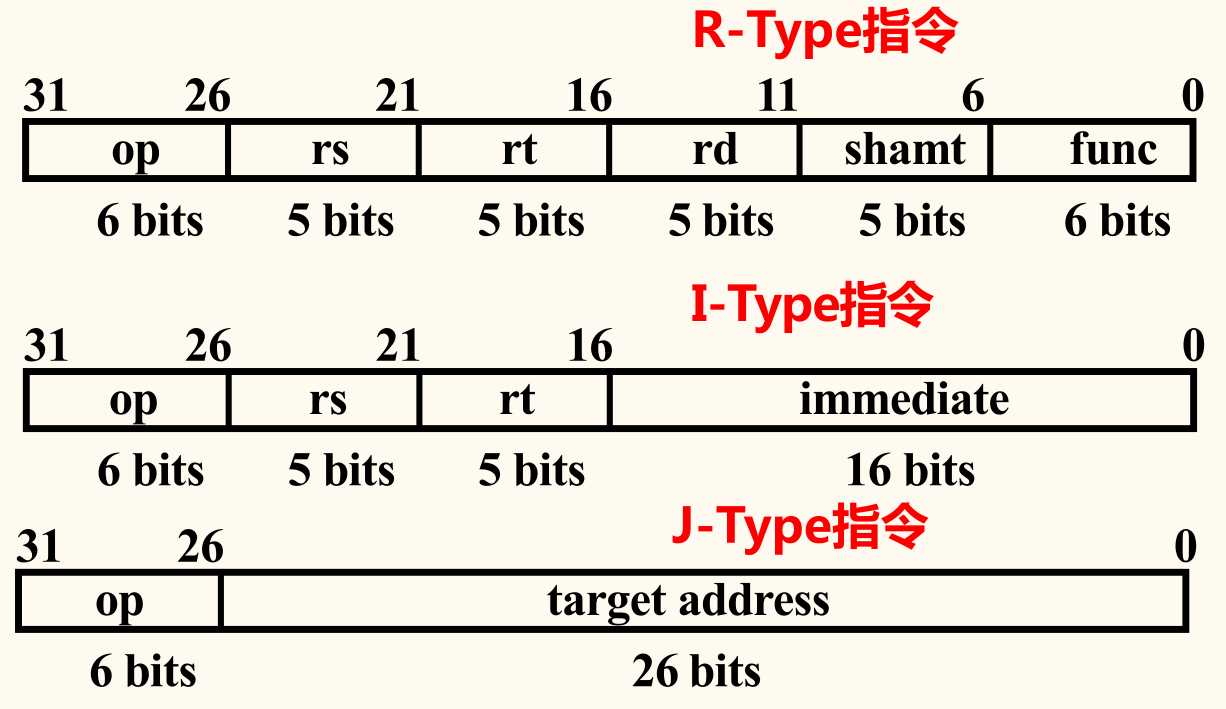 R-Type指令
31 26 21 16 11 6 0
op rs rt rd shamt func
6 bits 5 bits 5 bits 5 bits 5 bits 6 bits
I-Type指令
31 26 21 16 0
op rs rt immediate
6 bits 5 bits 5 bits 16 bits
J-Type指令
31 26 0
op target address
6 bits 26 bits